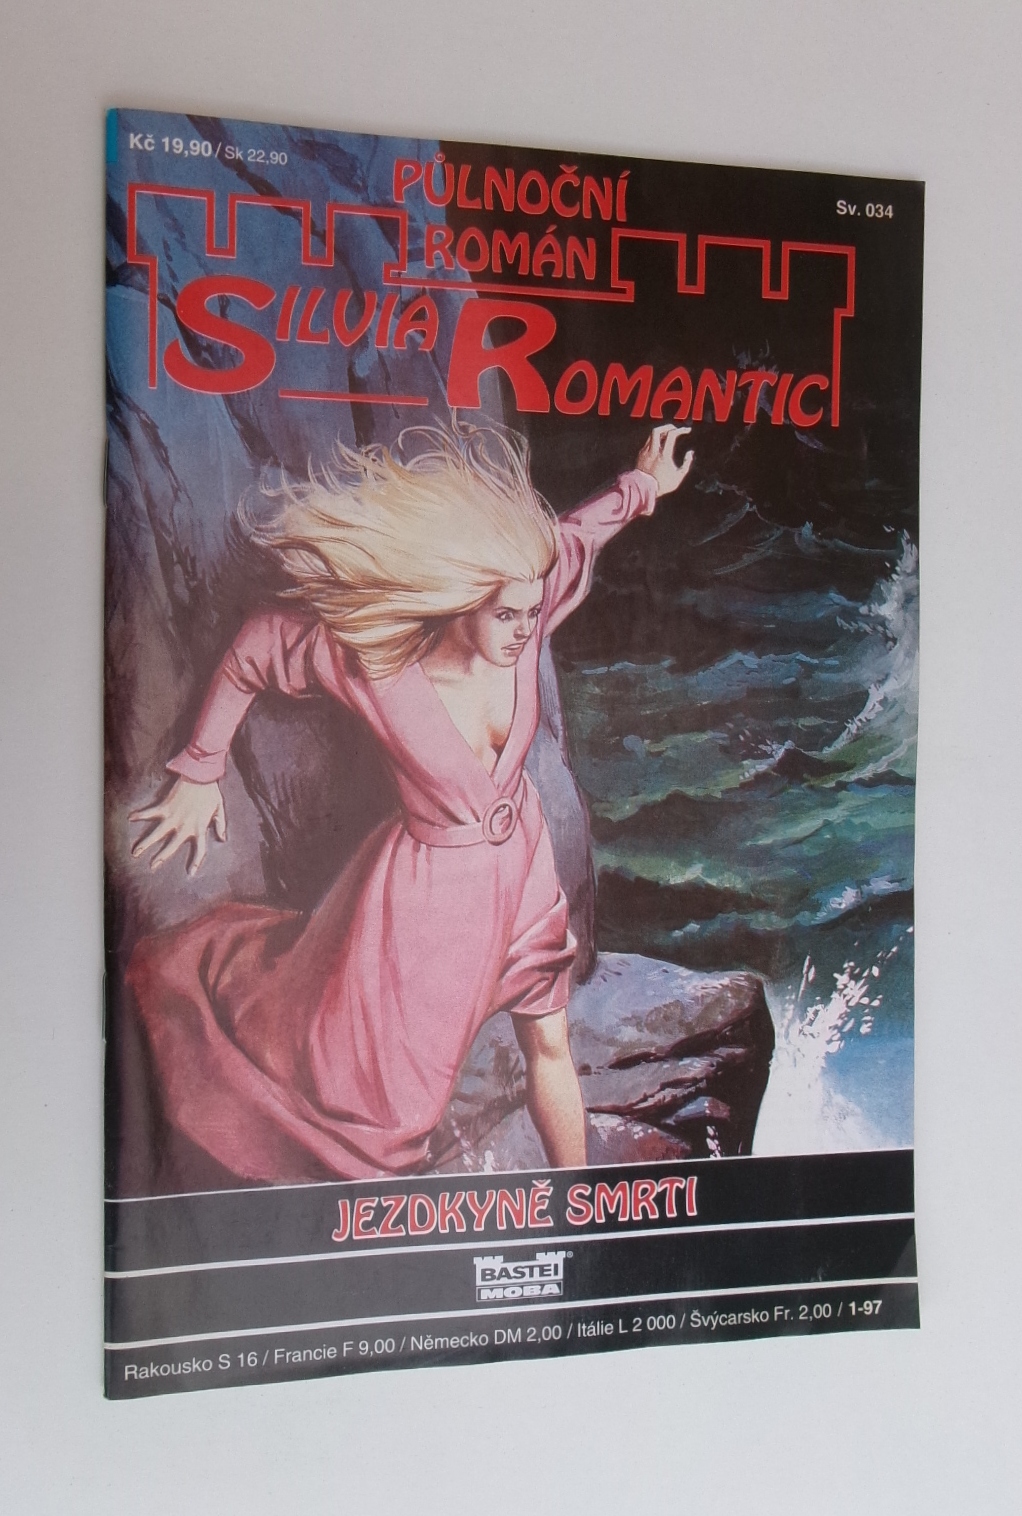 Kč 19,90 / Sk 22,90
Sv. 034
PŮLNOČNÍ
ROMÁN
SILVIA ROMANTIC
JEZDKYNĚ SMRTI
BASTEI®
MOBA
Rakousko S 16 / Francie F 9,00 / Německo DM 2,00 / Itálie L 2 000 / Švýcarsko Fr. 2,00 / 1-97